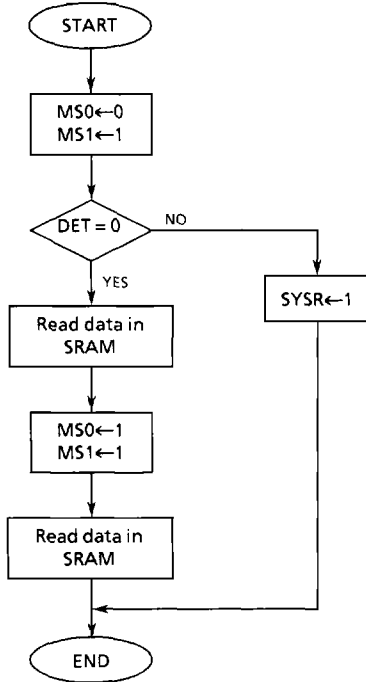 START
MS0←0
MS1←1
DET = 0
NO
YES
SYSR←1
Read data in
SRAM
MS0←1
MS1←1
Read data in
SRAM
END